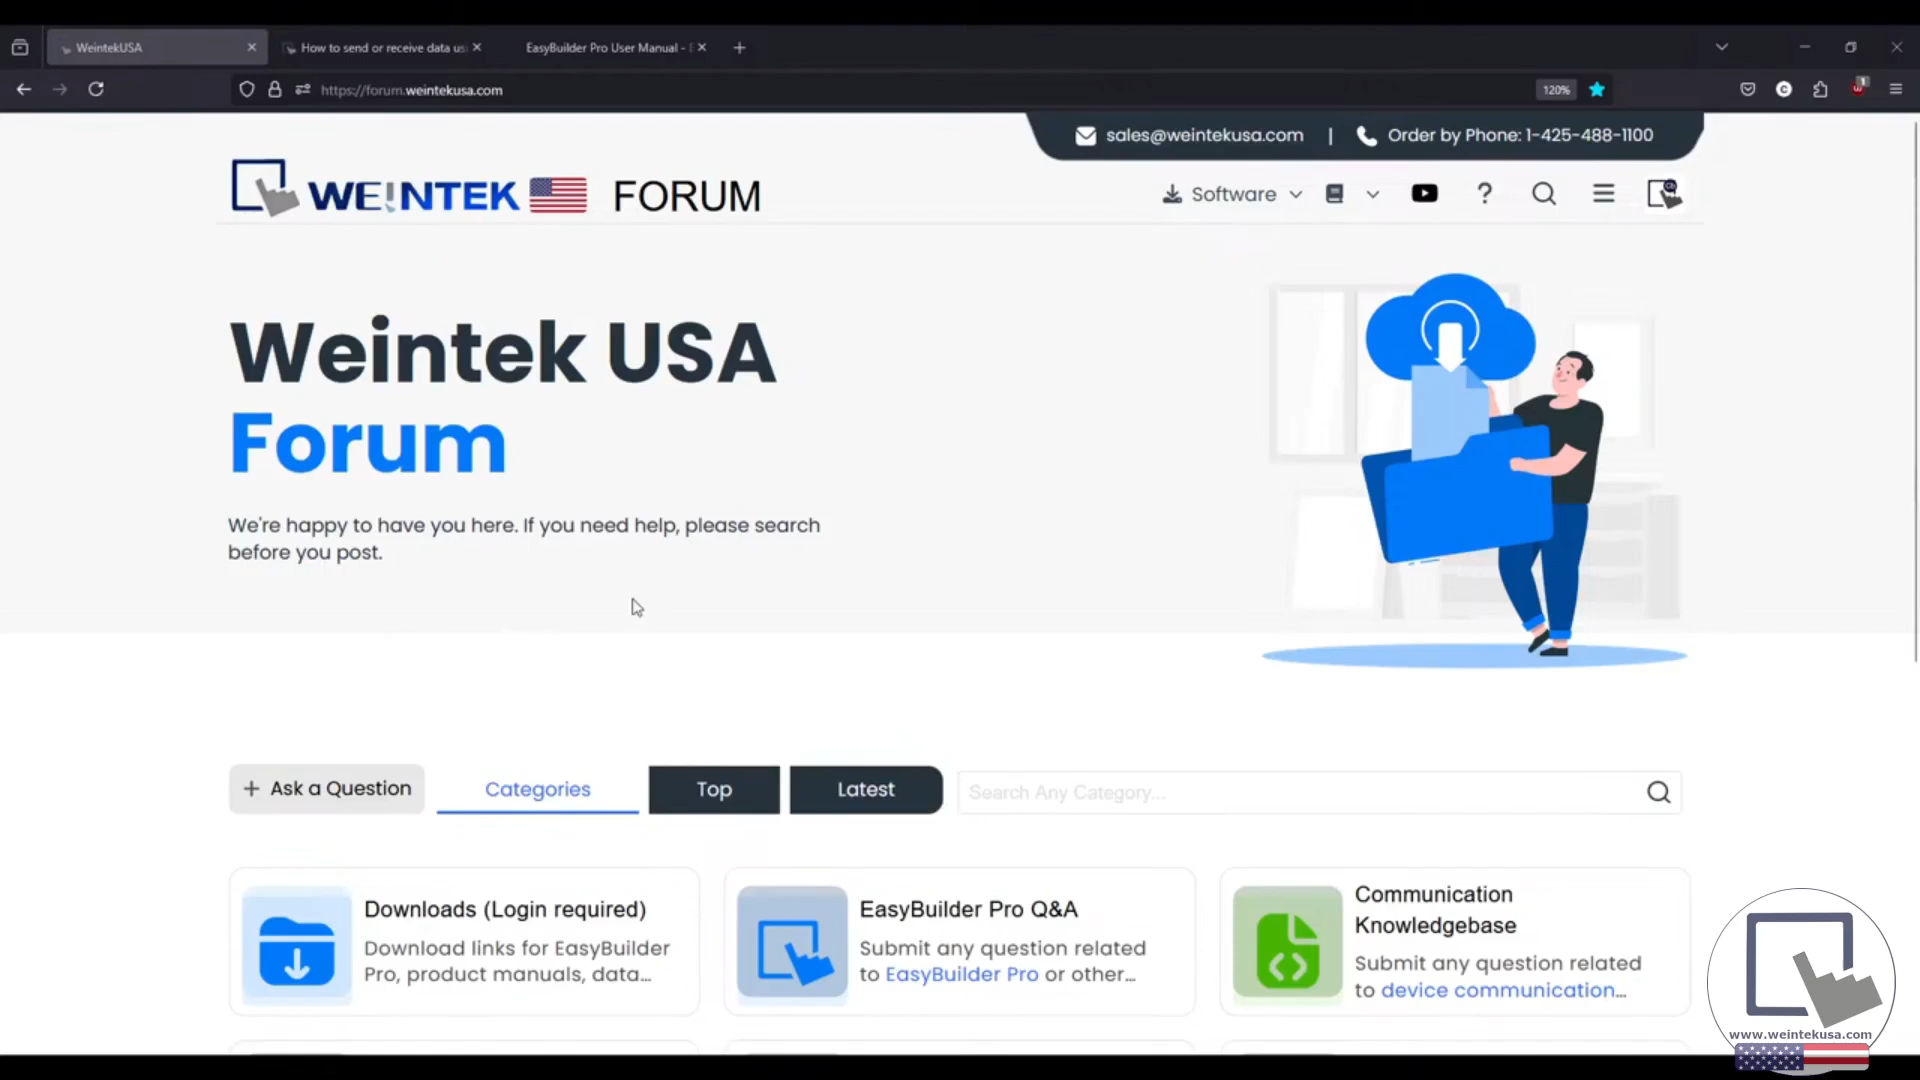 WeintekUSA
How to send or receive data us
EasyBuilder Pro User Manual -
https://forum.weintekusa.com
120%
1
sales@weintekusa.com | Order by Phone: 1-425-488-1100
WEINTEK FORUM
Software
Weintek USA
Forum
We're happy to have you here. If you need help, please search
before you post.
+ Ask a Question
Categories
Top
Latest
Search Any Category...
Downloads (Login required)
Download links for EasyBuilder
Pro, product manuals, data...
EasyBuilder Pro Q&A
Submit any question related
to EasyBuilder Pro or other...
Communication
Knowledgebase
Submit any question related
to device communication...
www.weintekusa.com